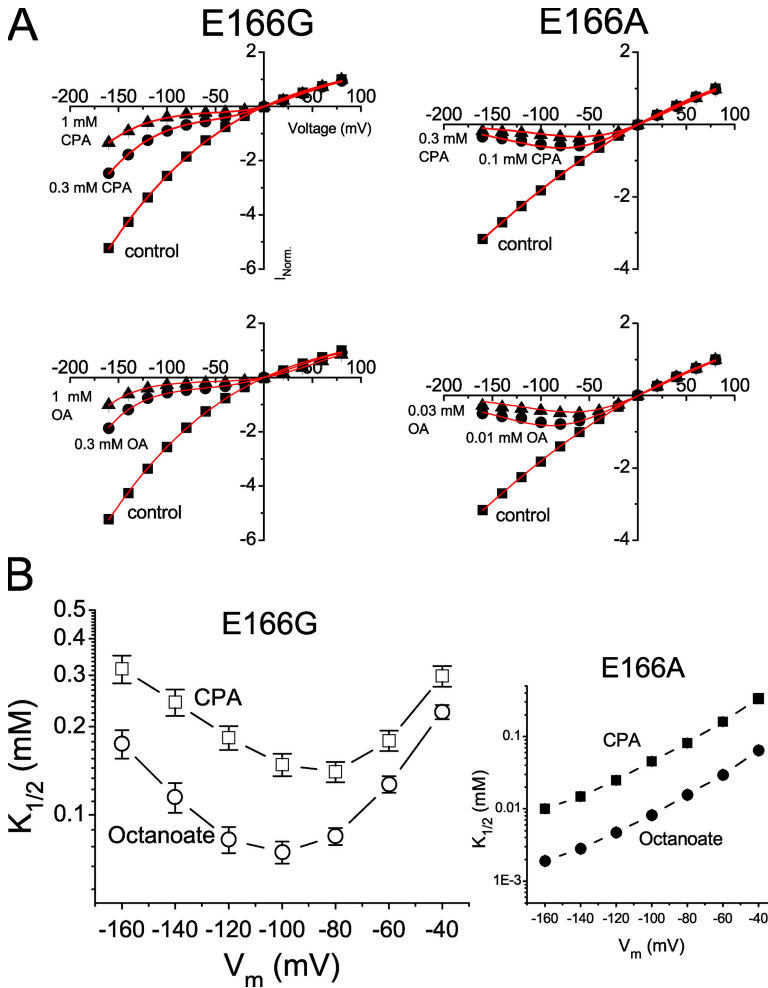 A
E166G
E166A
2
-200 -150 -100 -50 50 100
Voltage (mV)
1 mM
CPA
0.3 mM CPA
control
-2
-4
-6
I Norm.
2
-200 -150 -100 -50 0 50 100
0.3 mM
CPA
0.1 mM CPA
control
-2
-4
2
-200 -150 -100 -50 50 100
1 mM
OA
0.3 mM OA
control
-2
-4
-6
2
-200 -150 -100 -50 0 50 100
0.03 mM
OA
0.01 mM OA
control
-2
-4
B
E166G
0.5
0.4
0.3
0.2
0.1
K1/2 (mM)
CPA
Octanoate
-160 -140 -120 -100 -80 -60 -40
Vm (mV)
E166A
0.1
0.01
1E-3
K1/2 (mM)
CPA
Octanoate
-160 -140 -120 -100 -80 -60 -40
Vm (mV)